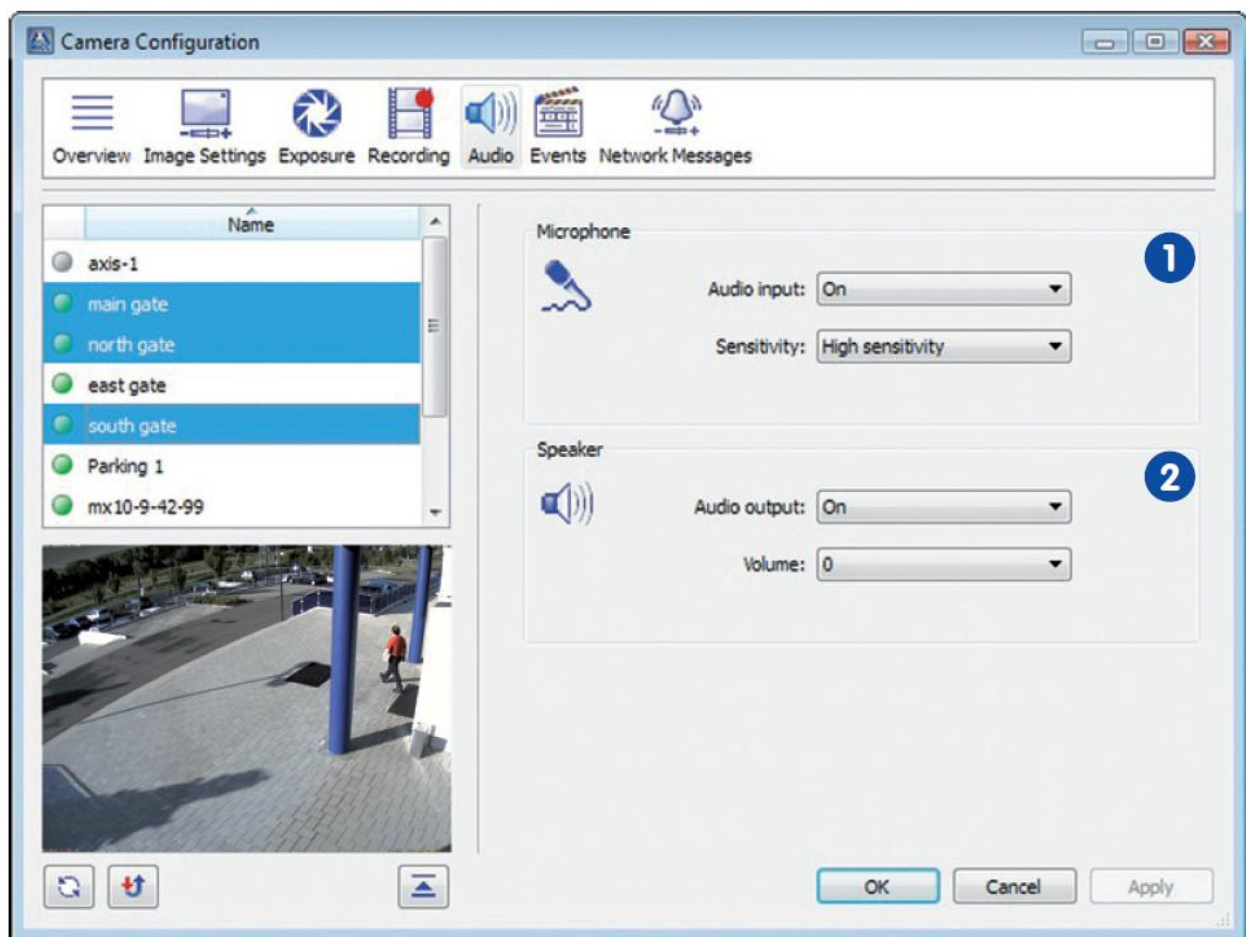 Camera Configuration
Overview Image Settings Exposure Recording Audio Events Network Messages
Name
axis-1
main gate
north gate
east gate
south gate
Parking 1
mx10-9-42-99
Microphone
1
Audio input: On
Sensitivity: High sensitivity
Speaker
2
Audio output: On
Volume: 0
OK Cancel Apply